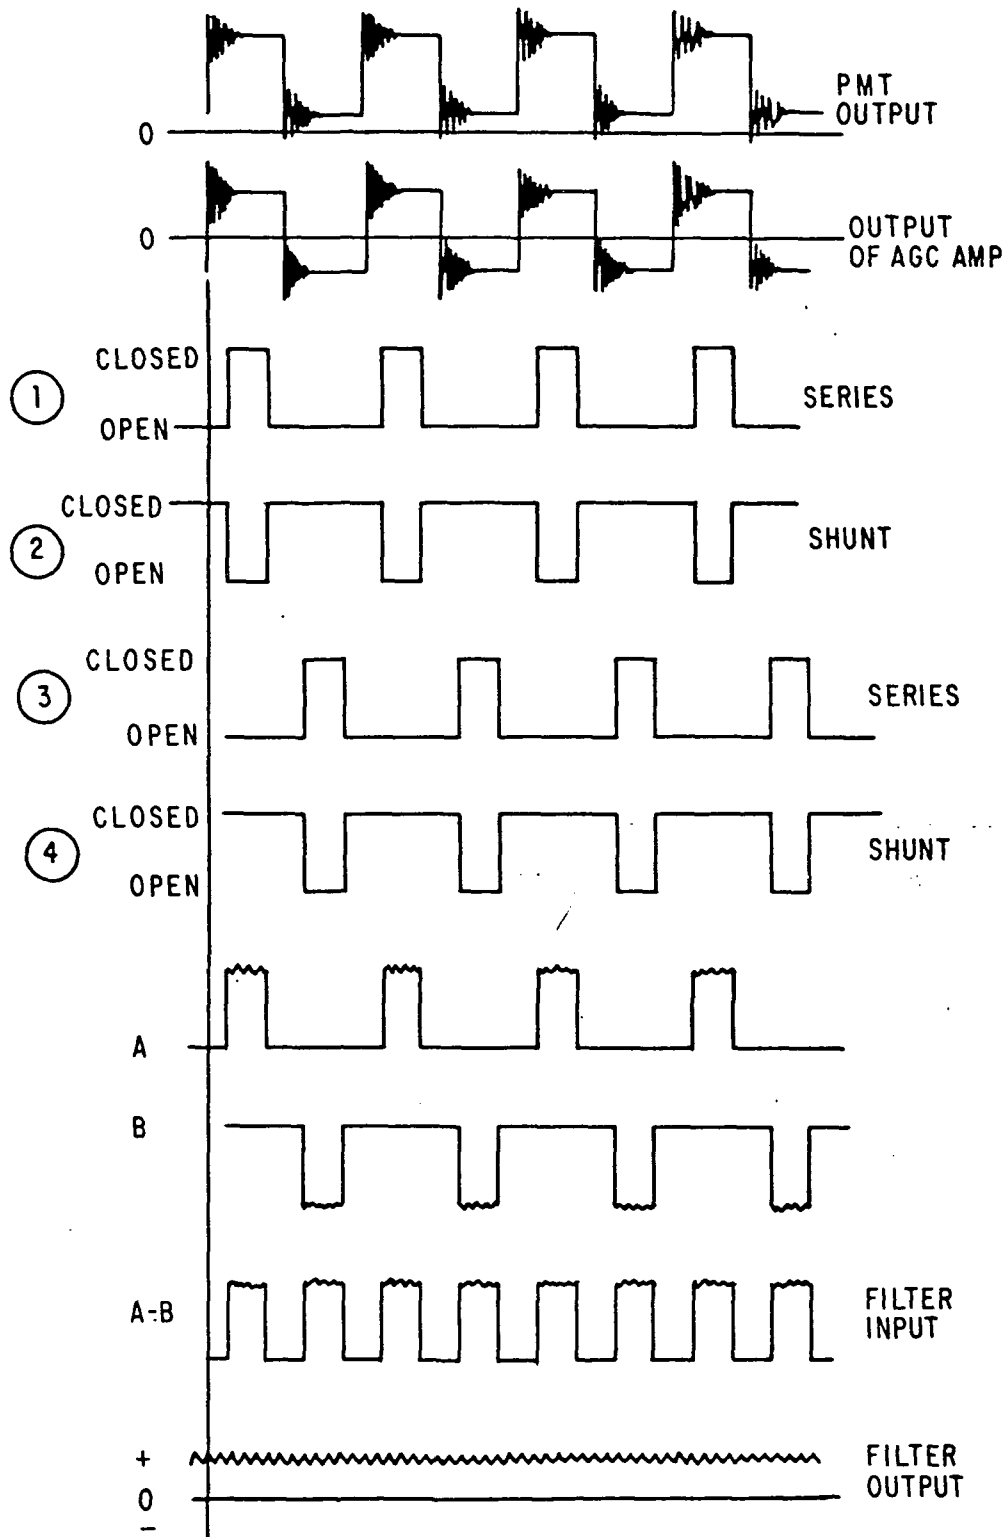 PMT
OUTPUT
0
0
OUTPUT
OF AGC AMP
CLOSED
1
SERIES
OPEN
CLOSED
2
SHUNT
OPEN
CLOSED
3
SERIES
OPEN
CLOSED
4
SHUNT
OPEN
A
B
A-B
FILTER
INPUT
+
FILTER
OUTPUT
0
-